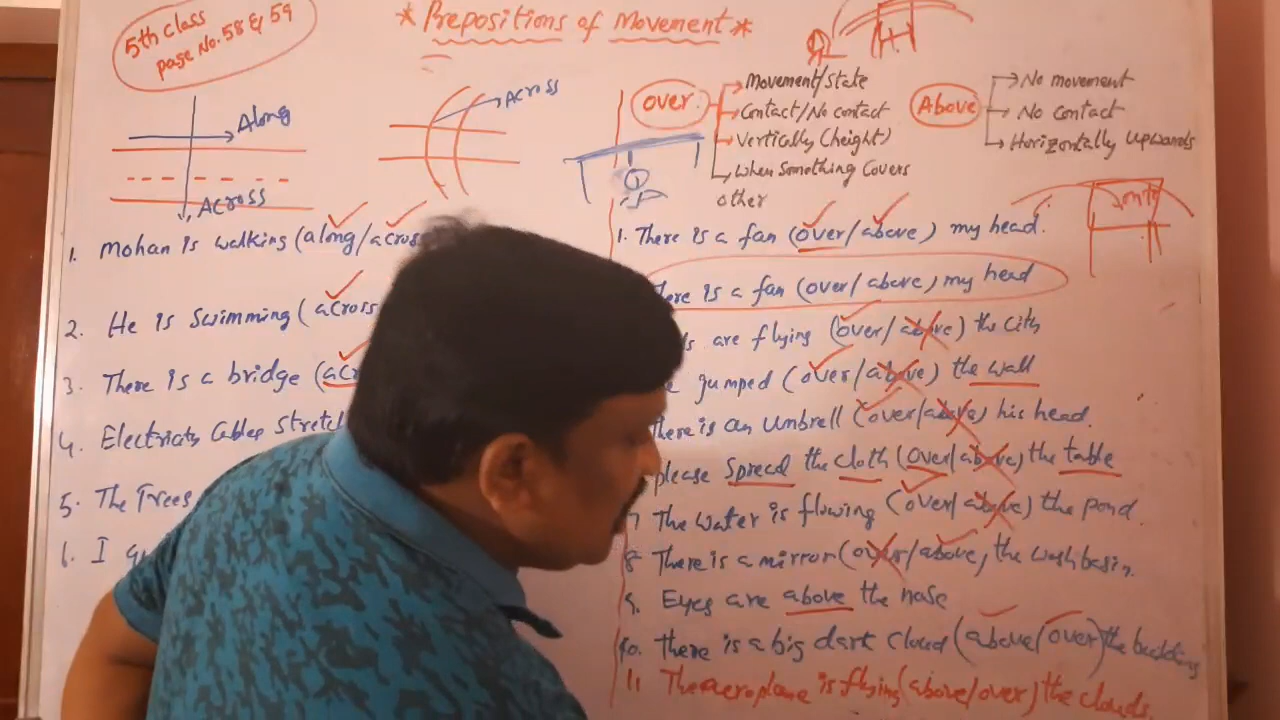 5th class
page No. 58 & 59
* Prepositions of Movement *
Along
Across
Across
1. Mohan is walking (along/across
2. He is Swimming (across
3. There is a bridge (acr
4. Electricity Cables Stretch
5. The Trees
6. I
over
Movement/State
Contact/No contact
Vertically (height)
When Something Covers
other
Above
No movement
No contact
Horizontally Upwards
1. There is a fan (over/above) my head.
here is a fan (over/above) my head
s are flying (over/above) the city
gumped (over/above) the wall
here is an Umbrell (over/above) his head.
please Spread the cloth (over/above) the table
7 The water is flowing (over/above) the pond.
8 There is a mirror (over/above, the washbasin.
9. Eyes are above the nose
10. There is a big dark cloud (above/over) the building
11. The aeroplane is flying (above/over) the clouds.